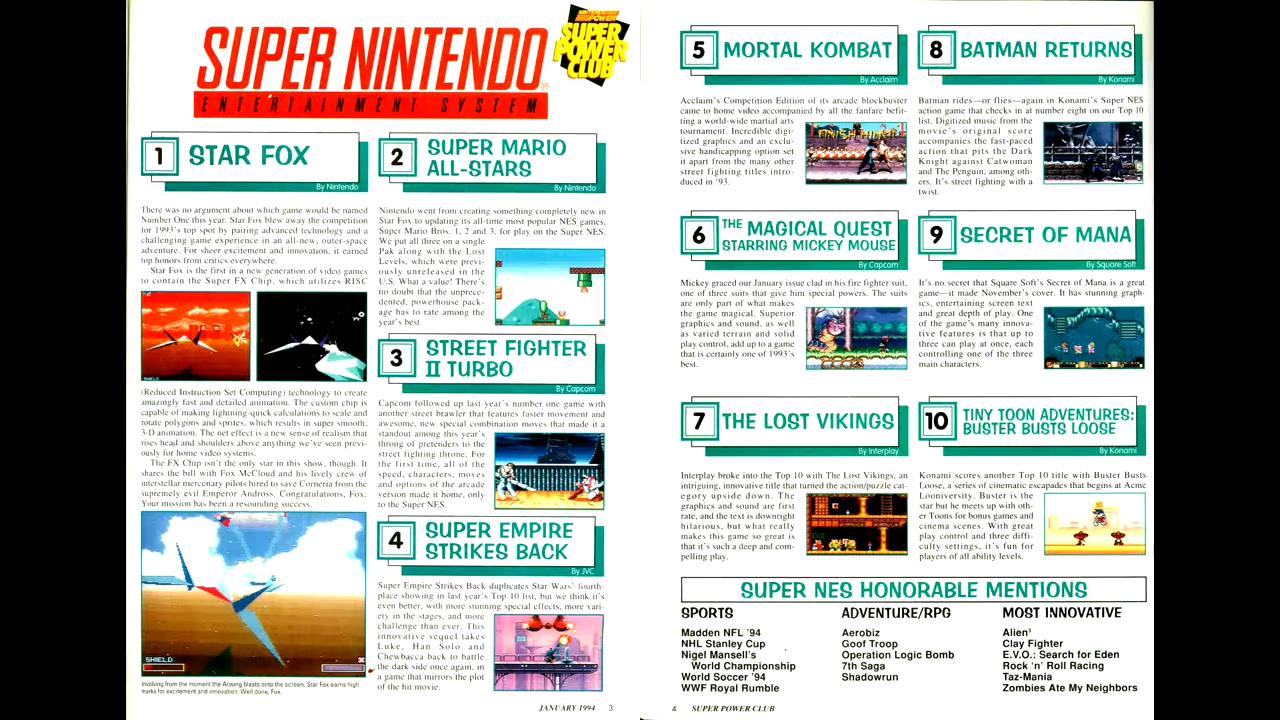 SUPER NINTENDO
ENTERTAINMENT SYSTEM
NINTENDO
POWER
SUPER
POWER
CLUB
1
STAR FOX
By Nintendo
There was no argument about which game would be named
Number One this year. Star Fox blew away the competition
for 1993's top spot by pairing advanced technology and a
challenging game experience in an all-new, outer-space
adventure. For sheer excitement and innovation, it earned
top honors from critics everywhere.
Star Fox is the first in a new generation of video games
to contain the Super FX Chip, which utilizes RISC
SHIELD
(Reduced Instruction Set Computing) technology to create
amazingly fast and detailed animation. The custom chip is
capable of making lightning-quick calculations to scale and
rotate polygons and sprites, which results in super smooth,
3-D animation. The net effect is a new sense of realism that
rises head and shoulders above anything we've seen previ-
ously for home video systems.
The FX Chip isn't the only star in this show, though. It
shares the bill with Fox McCloud and his lively crew of
interstellar mercenary pilots hired to save Corneria from the
supremely evil Emperor Andross. Congratulations, Fox.
Your mission has been a resounding success.
SHIELD
Involving from the moment the Arwing blasts onto the screen, Star Fox earns high
marks for excitement and innovation. Well done, Fox.
2
SUPER MARIO
ALL-STARS
By Nintendo
Nintendo went from creating something completely new in
Star Fox to updating its all-time most popular NES games,
Super Mario Bros. 1, 2 and 3, for play on the Super NES.
We put all three on a single
Pak along with the Lost
Levels, which were previ-
ously unreleased in the
U.S. What a value! There's
no doubt that the unprece-
dented, powerhouse pack-
age has to rate among the
year's best.
3
STREET FIGHTER
II TURBO
By Capcom
Capcom followed up last year's number one game with
another street brawler that features faster movement and
awesome, new special combination moves that made it a
standout among this year's
throng of pretenders to the
street fighting throne. For
the first time, all of the
speed, characters, moves
and options of the arcade
version made it home, only
to the Super NES.
4
SUPER EMPIRE
STRIKES BACK
By JVC
Super Empire Strikes Back duplicates Star Wars' fourth-
place showing in last year's Top 10 list, but we think it's
even better, with more stunning special effects, more vari-
ety in the stages, and more
challenge than ever. This
innovative sequel takes
Luke, Han Solo and
Chewbacca back to battle
the dark side once again, in
a game that mirrors the plot
of the hit movie.
JANUARY 1994 3
5
MORTAL KOMBAT
By Acclaim
Acclaim's Competition Edition of its arcade blockbuster
came to home video accompanied by all the fanfare befit-
ting a world-wide martial arts
tournament. Incredible digi-
tized graphics and an exclu-
sive handicapping option set
it apart from the many other
street fighting titles intro-
duced in '93.
FINISH HIM!!
6
THE MAGICAL QUEST
STARRING MICKEY MOUSE
By Capcom
Mickey graced our January issue clad in his fire fighter suit,
one of three suits that give him special powers. The suits
are only part of what makes
the game magical. Superior
graphics and sound, as well
as varied terrain and solid
play control, add up to a game
that is certainly one of 1993's
best.
7
THE LOST VIKINGS
By Interplay
Interplay broke into the Top 10 with The Lost Vikings, an
intriguing, innovative title that turned the action/puzzle cat-
egory upside down. The
graphics and sound are first
rate, and the text is downright
hilarious, but what really
makes this game so great is
that it's such a deep and com-
pelling play.
8
BATMAN RETURNS
By Konami
Batman rides—or flies—again in Konami's Super NES
action game that checks in at number eight on our Top 10
list. Digitized music from the
movie's original score
accompanies the fast-paced
action that pits the Dark
Knight against Catwoman
and The Penguin, among oth-
ers. It's street fighting with a
twist.
9
SECRET OF MANA
By Square Soft
It's no secret that Square Soft's Secret of Mana is a great
game—it made November's cover. It has stunning graph-
ics, entertaining screen text
and great depth of play. One
of the game's many innova-
tive features is that up to
three can play at once, each
controlling one of the three
main characters.
10
TINY TOON ADVENTURES:
BUSTER BUSTS LOOSE
By Konami
Konami scores another Top 10 title with Buster Busts
Loose, a series of cinematic escapades that begins at Acme
Looniversity. Buster is the
star but he meets up with oth-
er Toons for bonus games and
cinema scenes. With great
play control and three diffi-
culty settings, it's fun for
players of all ability levels.
SUPER NES HONORABLE MENTIONS
SPORTS
Madden NFL '94
NHL Stanley Cup
Nigel Mansell's
World Championship
World Soccer '94
WWF Royal Rumble
ADVENTURE/RPG
Aerobiz
Goof Troop
Operation Logic Bomb
7th Saga
Shadowrun
MOST INNOVATIVE
Alien³
Clay Fighter
E.V.O.: Search for Eden
Rock 'n' Roll Racing
Taz-Mania
Zombies Ate My Neighbors
4 SUPER POWER CLUB